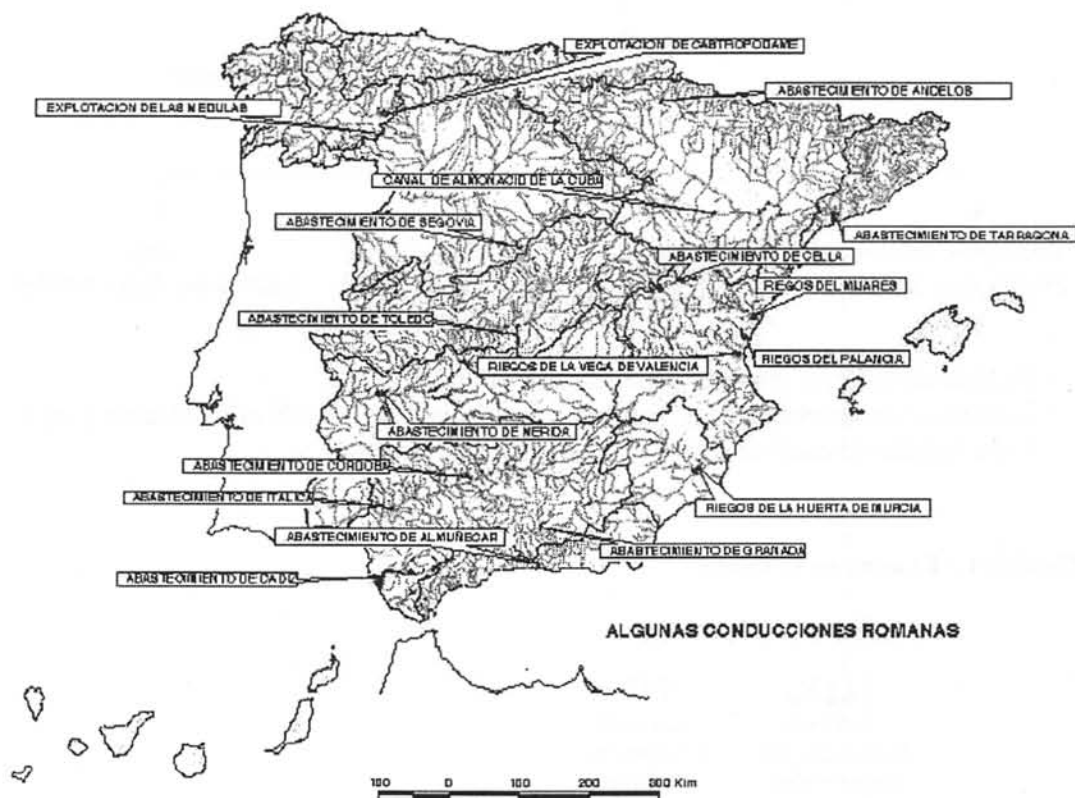 EXPLOTACION DE CASTROPODAME
ABASTECIMIENTO DE ANDELOS
EXPLOTACION DE LAS MEDULAS
CANAL DE ALMONACID DE LA CUBA
ABASTECIMIENTO DE SEGOVIA
ABASTECIMIENTO DE TARRAGONA
ABASTECIMIENTO DE CELLA
RIEGOS DEL MIJARES
ABASTECIMIENTO DE TOLEDO
RIEGOS DEL PALANCIA
RIEGOS DE LA VEGA DE VALENCIA
ABASTECIMIENTO DE MERIDA
ABASTECIMIENTO DE CORDOBA
ABASTECIMIENTO DE ITALICA
RIEGOS DE LA HUERTA DE MURCIA
ABASTECIMIENTO DE ALMUÑECAR
ABASTECIMIENTO DE GRANADA
ABASTECIMIENTO DE CADIZ
ALGUNAS CONDUCCIONES ROMANAS
100 0 100 200 300 Klm